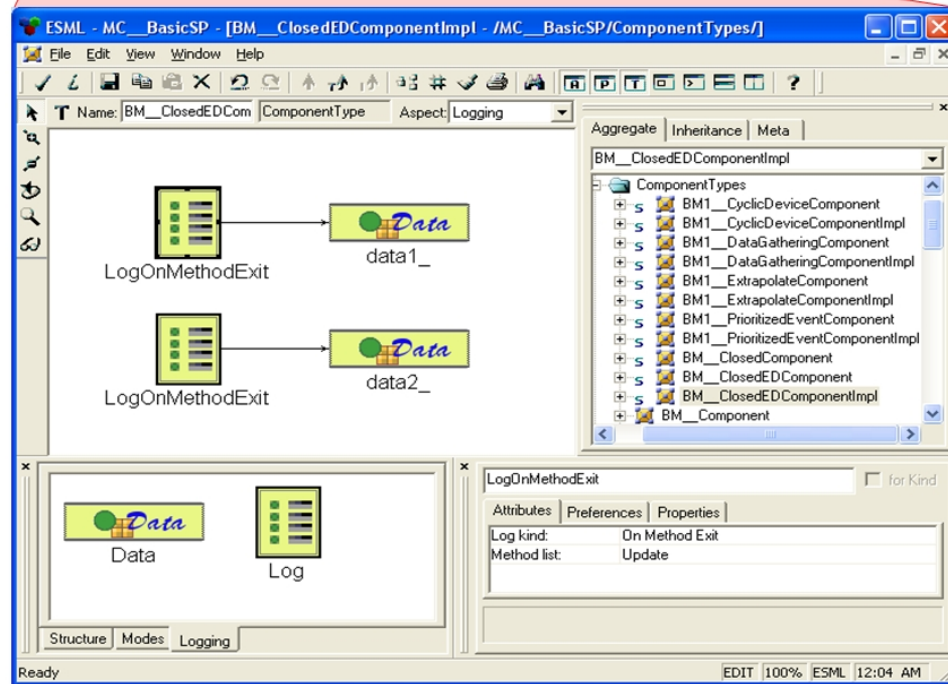 ESML - MC__BasicSP - [BM__ClosedEDComponentImpl - /MC__BasicSP/ComponentTypes/]
File Edit View Window Help
T Name: BM__ClosedEDCom ComponentType Aspect: Logging
Aggregate Inheritance Meta
BM__ClosedEDComponentImpl
ComponentTypes
S BM1__CyclicDeviceComponent
S BM1__CyclicDeviceComponentImpl
S BM1__DataGatheringComponent
S BM1__DataGatheringComponentImpl
S BM1__ExtrapolateComponent
S BM1__ExtrapolateComponentImpl
S BM1__PrioritizedEventComponent
S BM1__PrioritizedEventComponentImpl
S BM__ClosedComponent
S BM__ClosedEDComponent
S BM__ClosedEDComponentImpl
BM__Component
Data
LogOnMethodExit
data1_
Data
LogOnMethodExit
data2_
Data
Data
Log
Structure Modes Logging
LogOnMethodExit for Kind
Attributes Preferences Properties
Log kind: On Method Exit
Method list: Update
Ready EDIT 100% ESML 12:04 AM